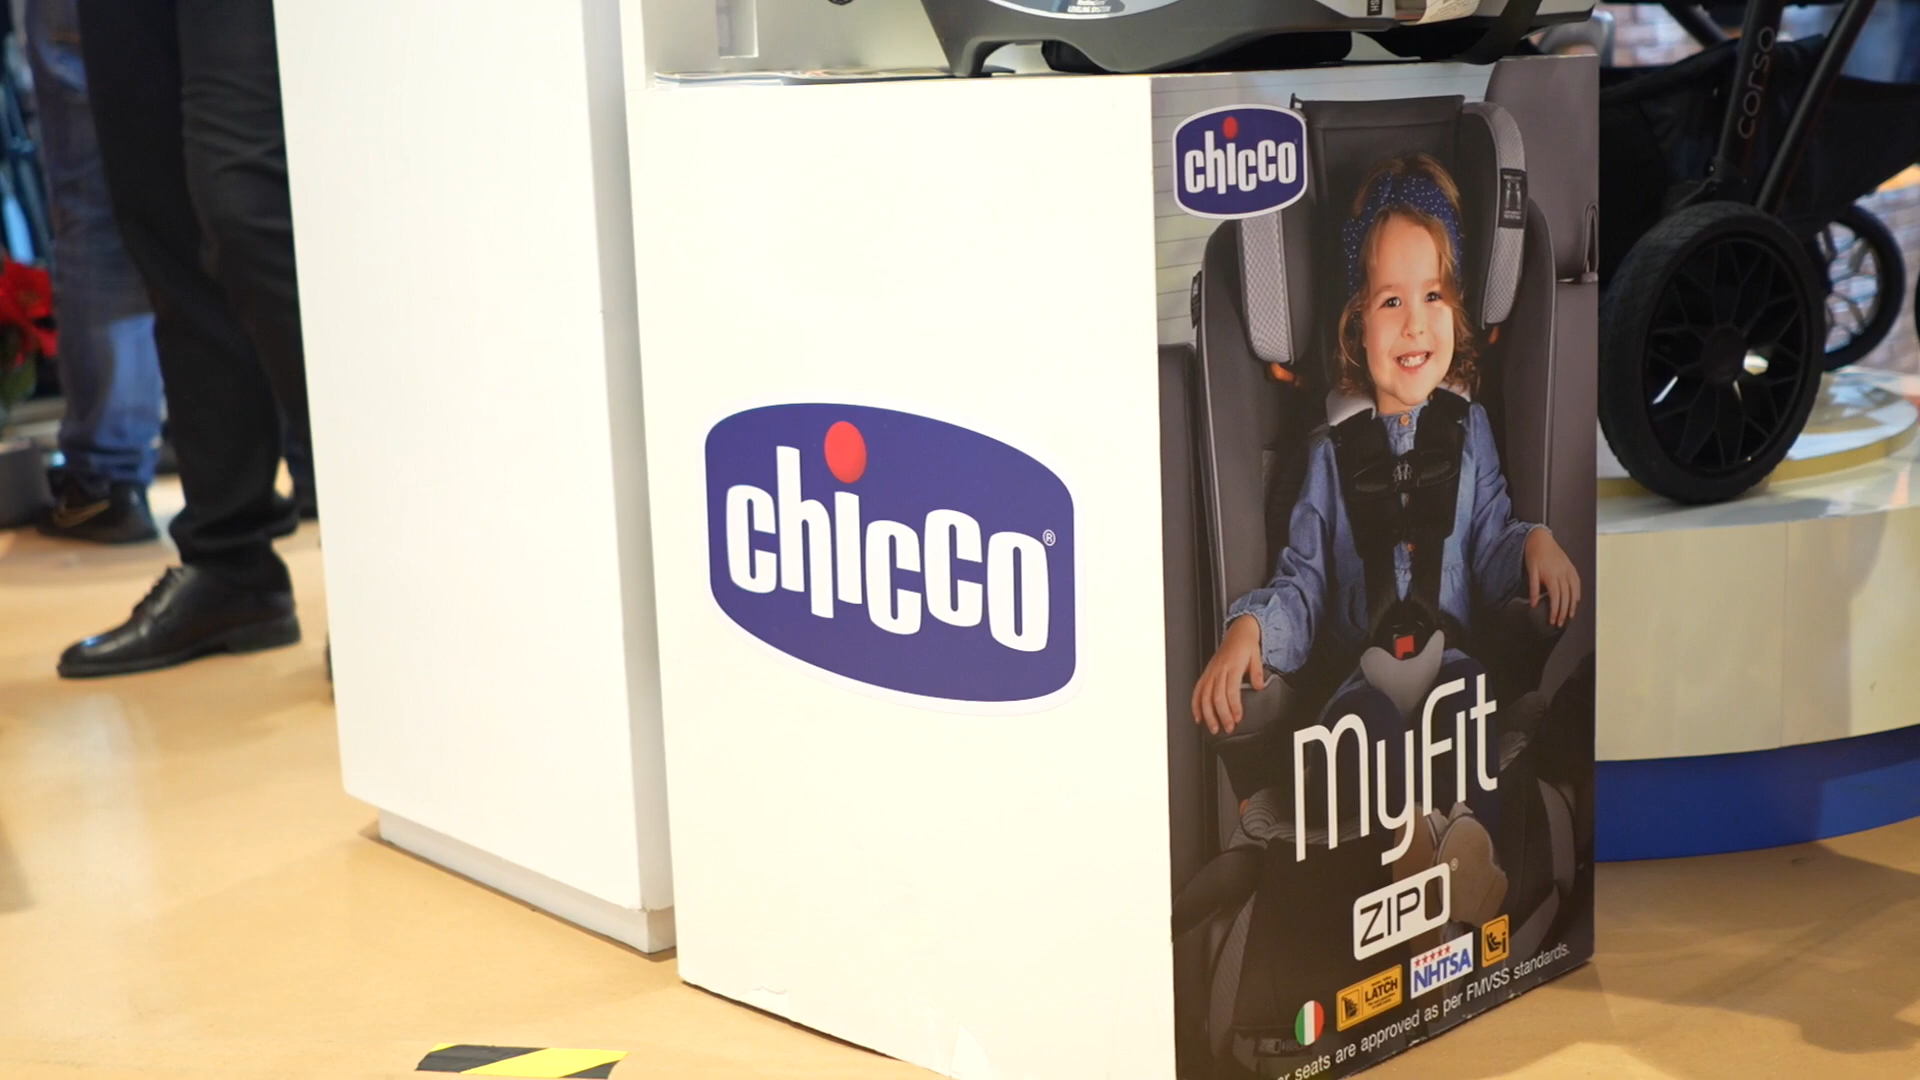 chicco®
chicco
MyFit
ZIPO®
LATCH
NHTSA
seats are approved as per FMVSS standards.
corso